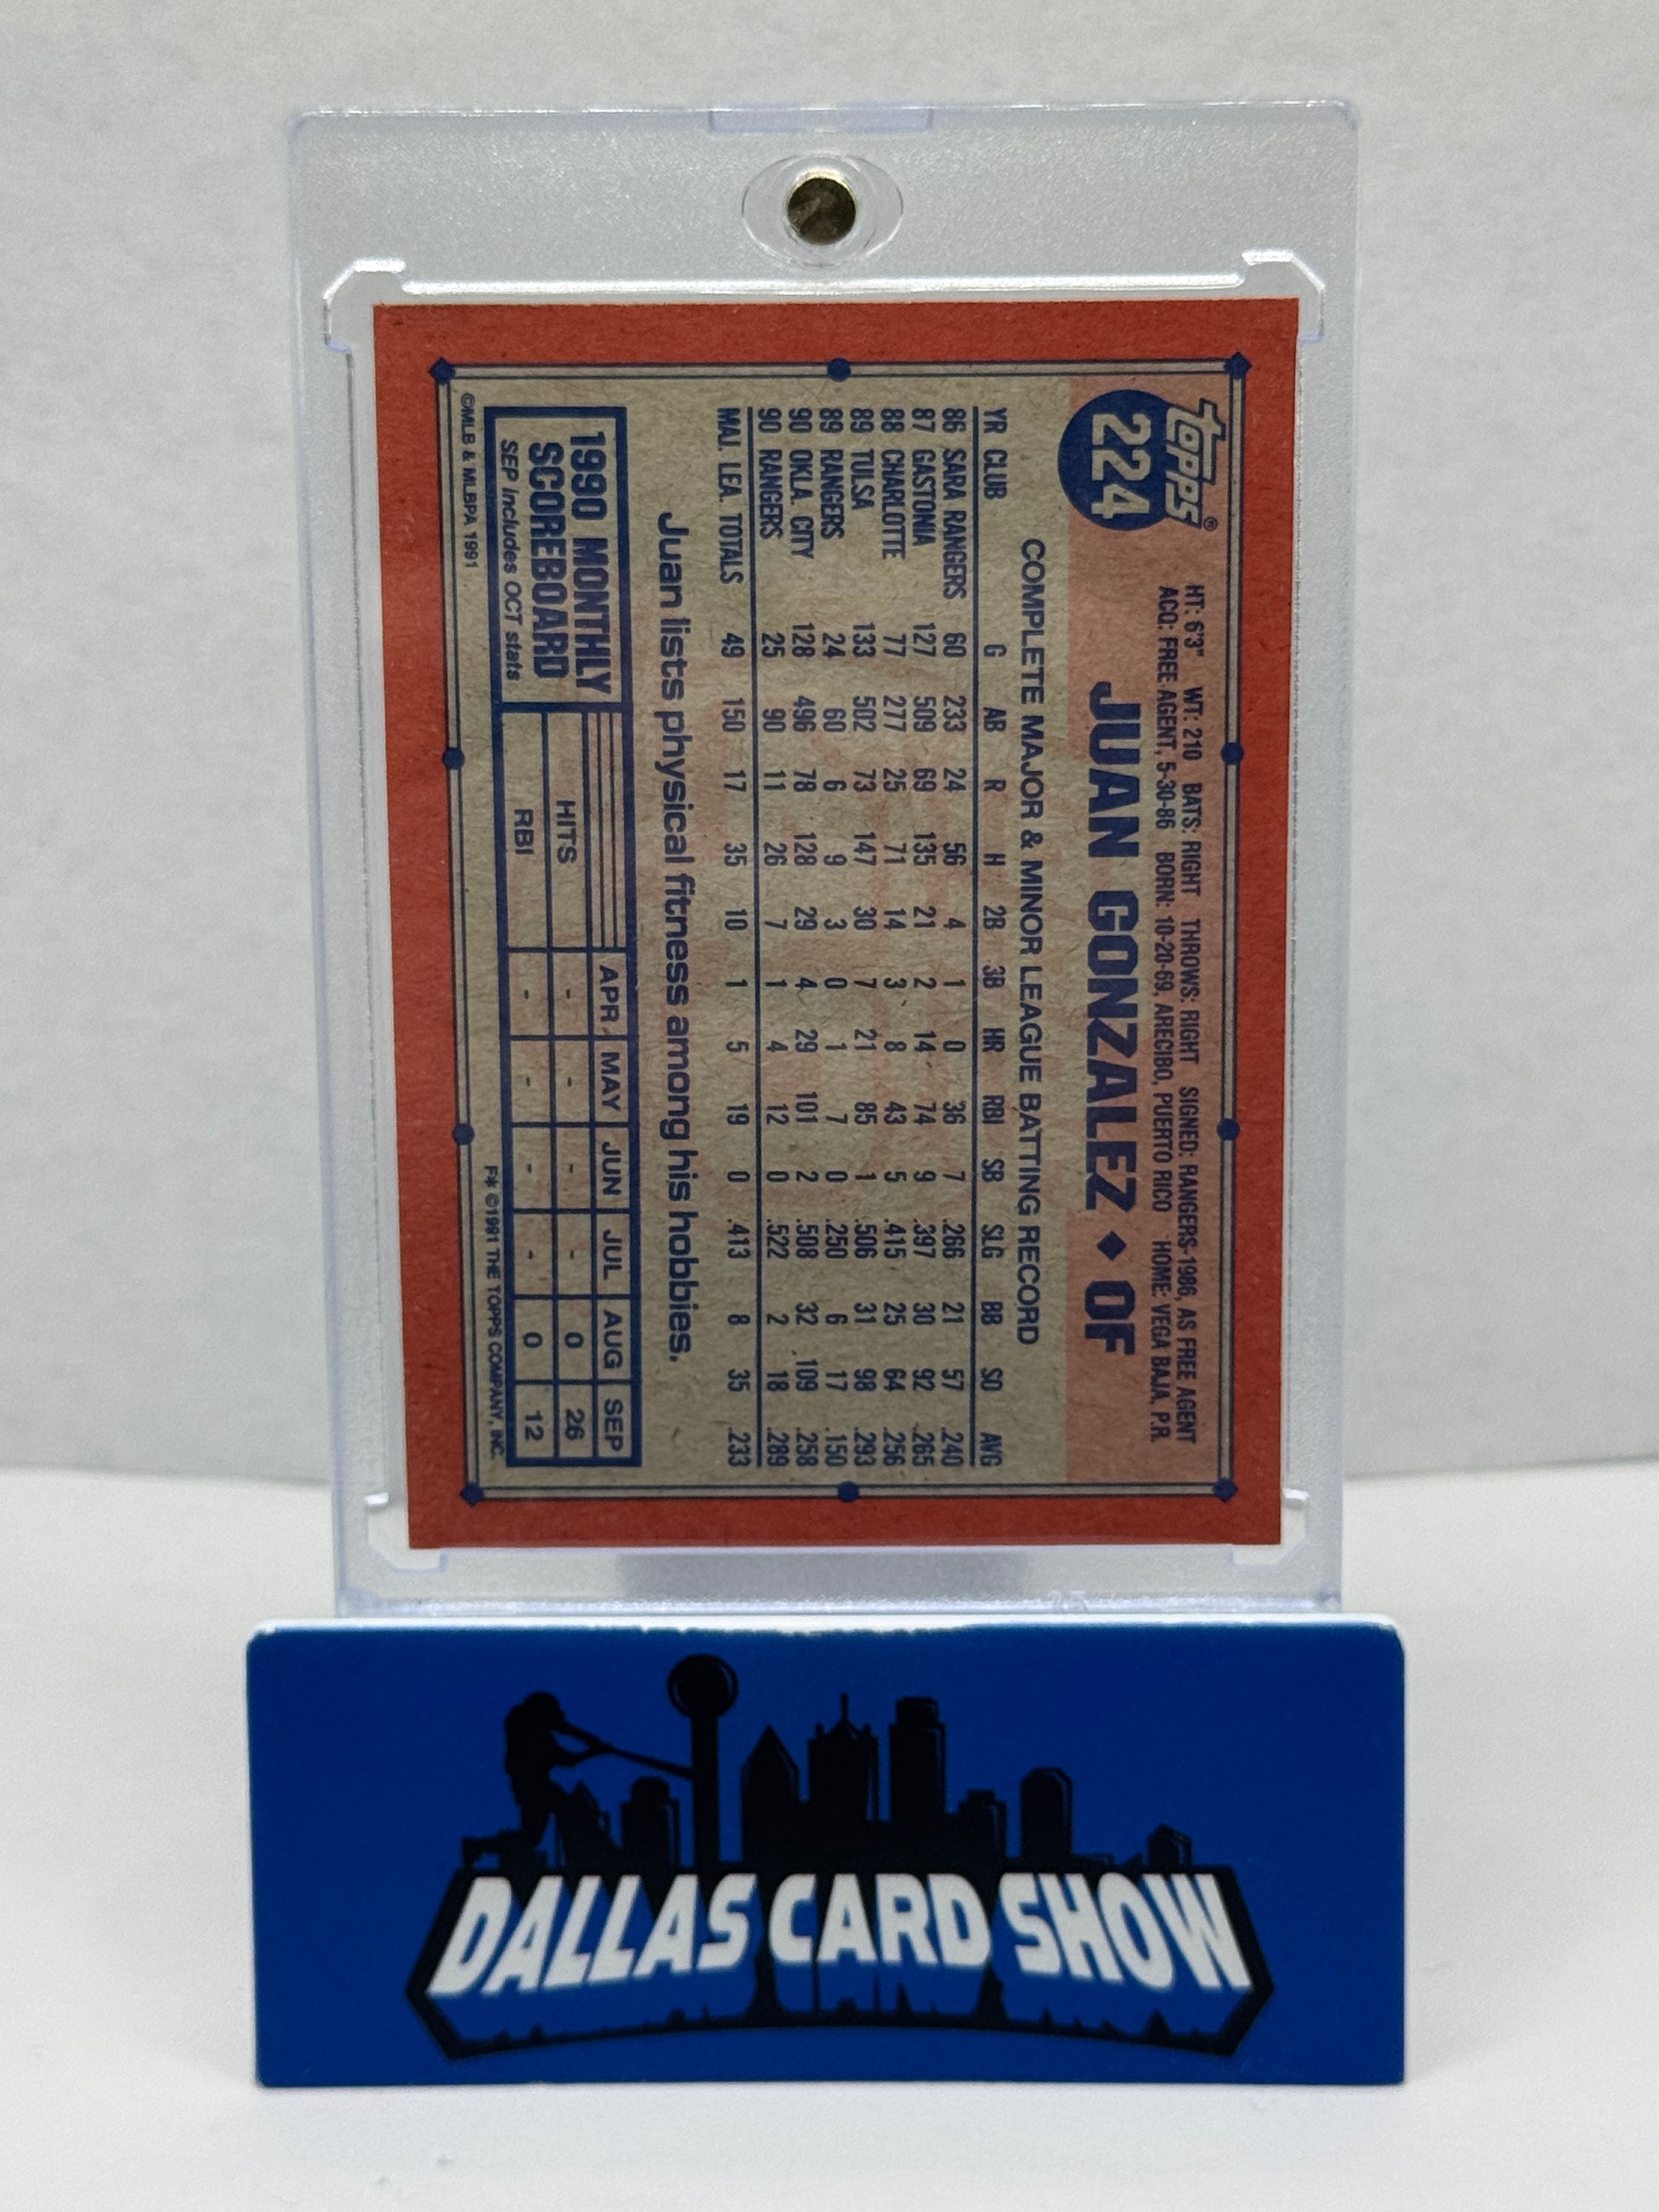 topps®
224
HT: 6'3" WT: 210 BATS: RIGHT THROWS: RIGHT SIGNED: RANGERS-1986, AS FREE AGENT
ACQ: FREE AGENT, 5-30-86 BORN: 10-20-69, ARECIBO, PUERTO RICO HOME: VEGA BAJA, P.R.
JUAN GONZALEZ ♦ OF
COMPLETE MAJOR & MINOR LEAGUE BATTING RECORD
YR CLUB G AB R H 2B 3B HR RBI SB SLG BB SO AVG
86 SARA RANGERS 60 233 24 56 4 1 0 36 7 .266 21 57 .240
87 GASTONIA 127 509 69 135 21 2 14 74 9 .397 30 92 .265
88 CHARLOTTE 77 277 25 71 14 3 8 43 5 .415 25 64 .256
89 TULSA 133 502 73 147 30 7 21 85 1 .506 31 98 .293
89 RANGERS 24 60 6 9 3 0 1 7 0 .250 6 17 .150
90 OKLA. CITY 128 496 78 128 29 4 29 101 2 .508 32 109 .258
90 RANGERS 25 90 11 26 7 1 4 12 0 .522 2 18 .289
MAJ. LEA. TOTALS 49 150 17 35 10 1 5 19 0 .413 8 35 .233
Juan lists physical fitness among his hobbies.
1990 MONTHLY
SCOREBOARD
SEP includes OCT stats
APR MAY JUN JUL AUG SEP
HITS - - - - 0 26
RBI - - - - 0 12
©MLB & MLBPA 1991
F* ©1991 THE TOPPS COMPANY, INC.
DALLAS CARD SHOW